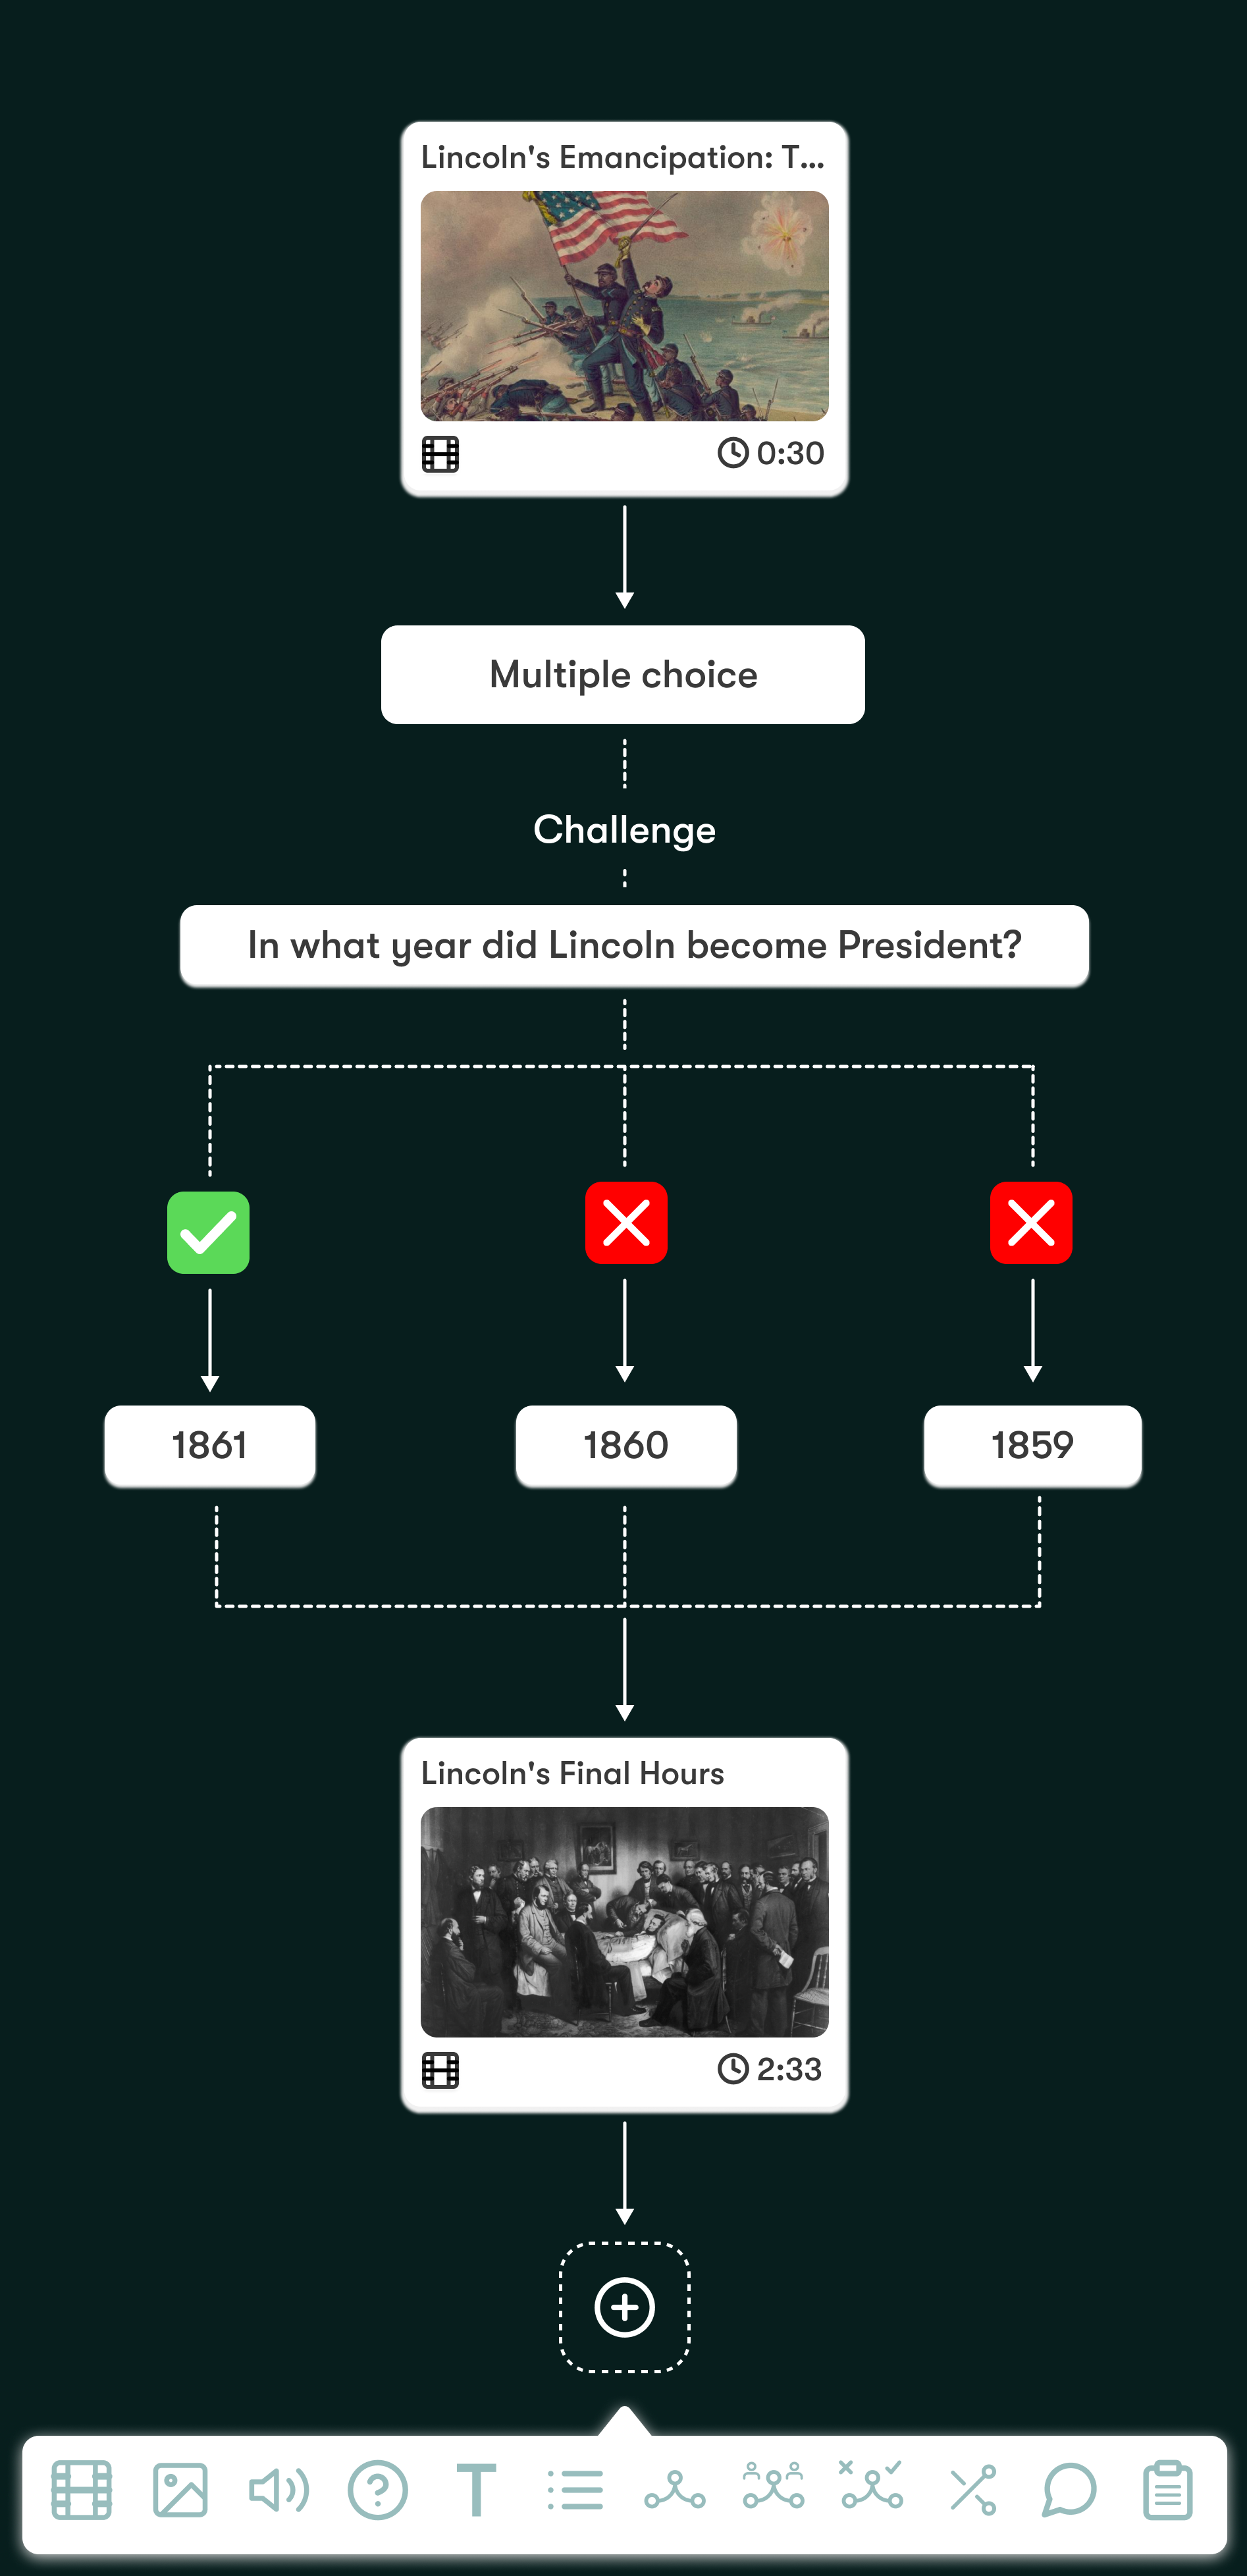 Lincoln's Emancipation: T...
0:30
Multiple choice
Challenge
In what year did Lincoln become President?
1861
1860
1859
Lincoln's Final Hours
2:33